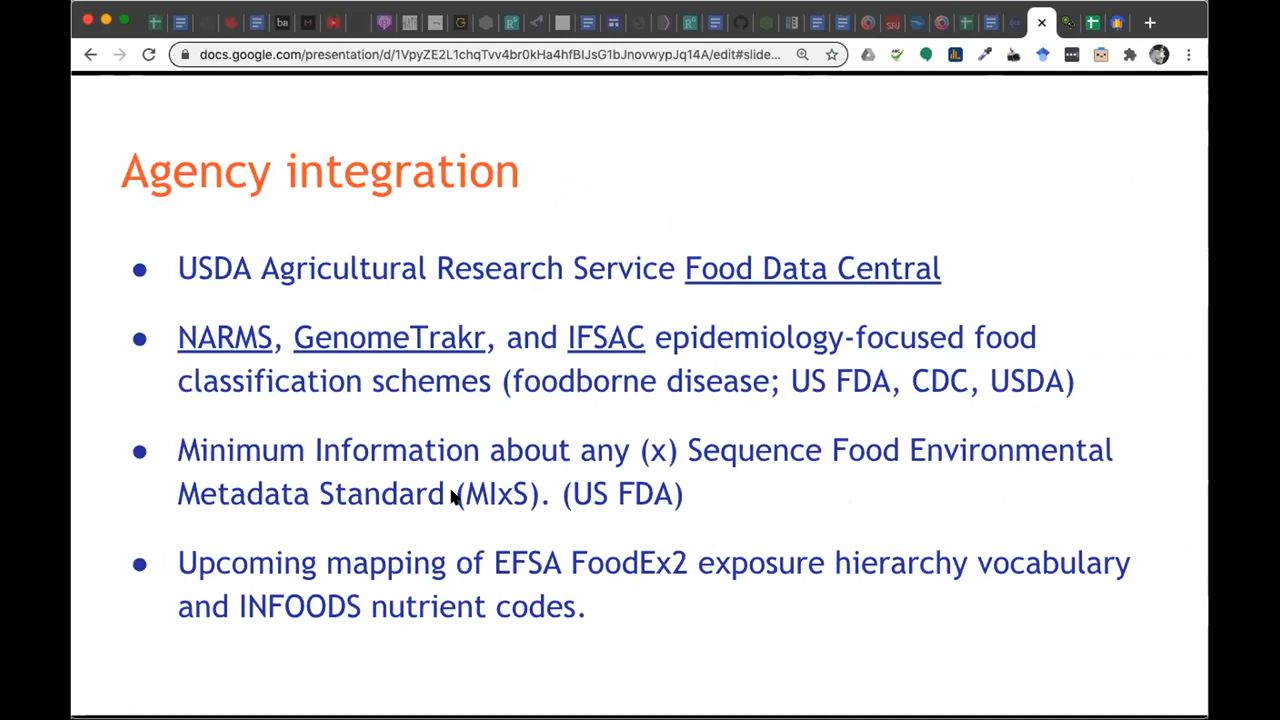 docs.google.com/presentation/d/1VpyZE2L1chqTvv4br0kHa4hfBIJsG1bJnovwypJq14A/edit#slide...
Agency integration
● USDA Agricultural Research Service Food Data Central
● NARMS, GenomeTrakr, and IFSAC epidemiology-focused food
classification schemes (foodborne disease; US FDA, CDC, USDA)
● Minimum Information about any (x) Sequence Food Environmental
Metadata Standard (MIxS). (US FDA)
● Upcoming mapping of EFSA FoodEx2 exposure hierarchy vocabulary
and INFOODS nutrient codes.